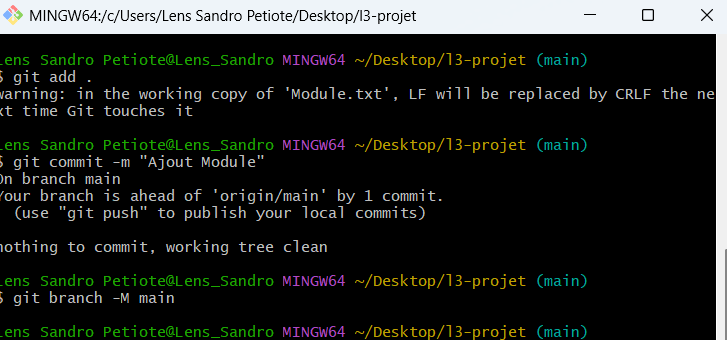 MINGW64:/c/Users/Lens Sandro Petiote/Desktop/l3-projet
Lens Sandro Petiote@Lens_Sandro MINGW64 ~/Desktop/l3-projet (main)
$ git add .
warning: in the working copy of 'Module.txt', LF will be replaced by CRLF the ne
xt time Git touches it
Lens Sandro Petiote@Lens_Sandro MINGW64 ~/Desktop/l3-projet (main)
$ git commit -m "Ajout Module"
On branch main
Your branch is ahead of 'origin/main' by 1 commit.
(use "git push" to publish your local commits)
nothing to commit, working tree clean
Lens Sandro Petiote@Lens_Sandro MINGW64 ~/Desktop/l3-projet (main)
$ git branch -M main
Lens Sandro Petiote@Lens_Sandro MINGW64 ~/Desktop/l3-projet (main)